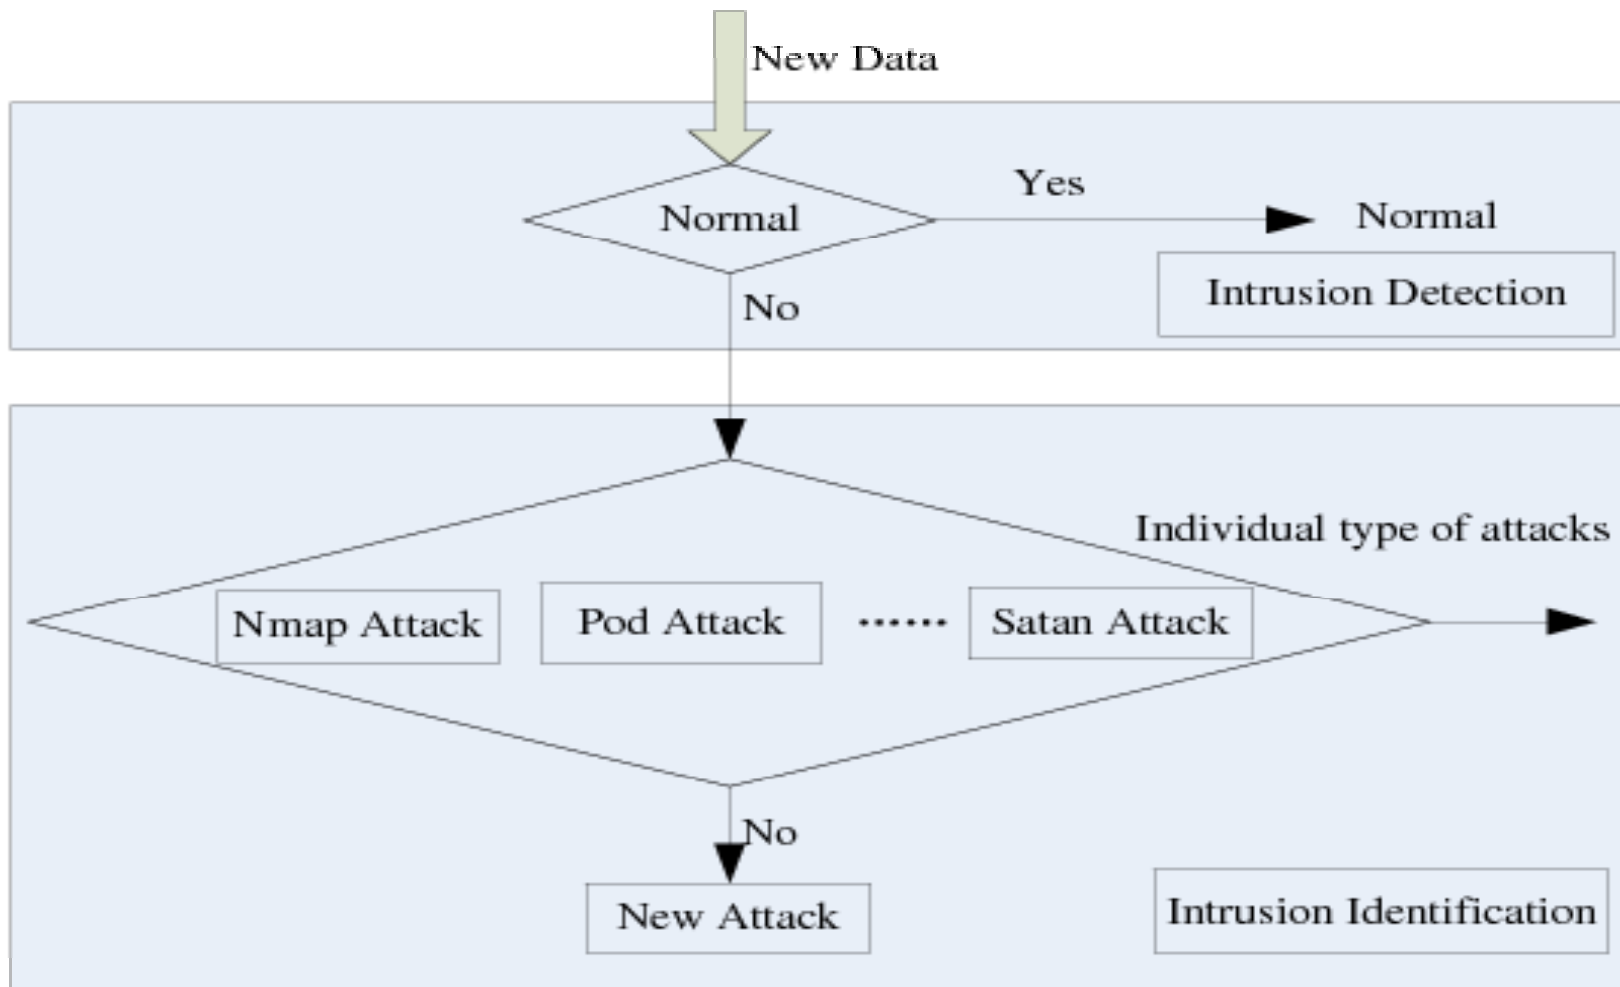 New Data
Yes
Normal
Normal
Intrusion Detection
No
Individual type of attacks
Nmap Attack
Pod Attack
......
Satan Attack
No
New Attack
Intrusion Identification